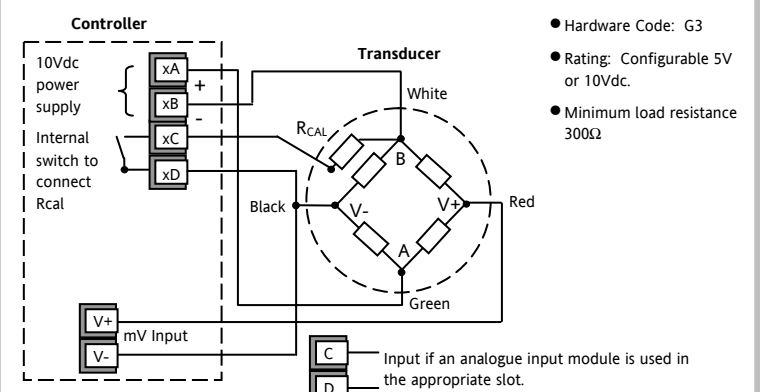 Controller
10Vdc
power
supply
xA
+
xB
-
xC
xD
Internal
switch to
connect
Rcal
V+
mV Input
V-
Transducer
White
RCAL
B
Black
V-
V+
Red
A
Green
C
D
Input if an analogue input module is used in
the appropriate slot.
● Hardware Code: G3
● Rating: Configurable 5V
or 10Vdc.
● Minimum load resistance
300Ω